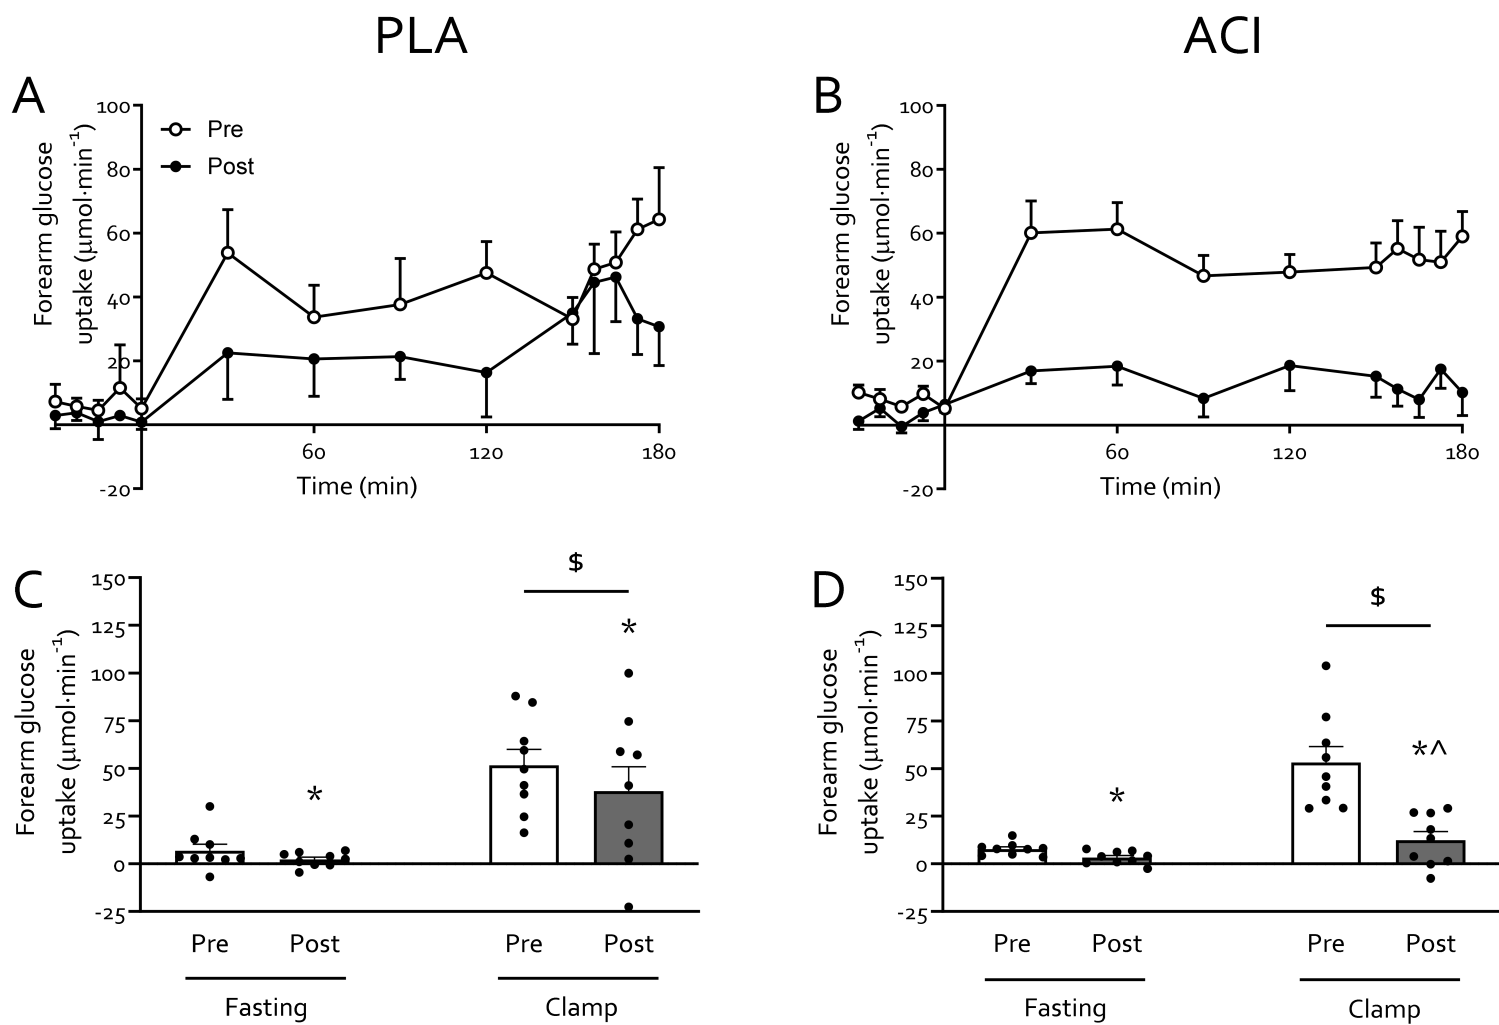 PLA
ACI
A
Forearm glucose
uptake (µmol·min⁻¹)
100
80
60
40
20
-20
Pre
Post
60
120
180
Time (min)
B
Forearm glucose
uptake (µmol·min⁻¹)
100
80
60
40
20
-20
60
120
180
Time (min)
C
Forearm glucose
uptake (µmol·min⁻¹)
150
125
100
75
50
25
0
-25
*
$
*
Pre
Post
Pre
Post
Fasting
Clamp
D
Forearm glucose
uptake (µmol·min⁻¹)
150
125
100
75
50
25
0
-25
*
$
*^
Pre
Post
Pre
Post
Fasting
Clamp